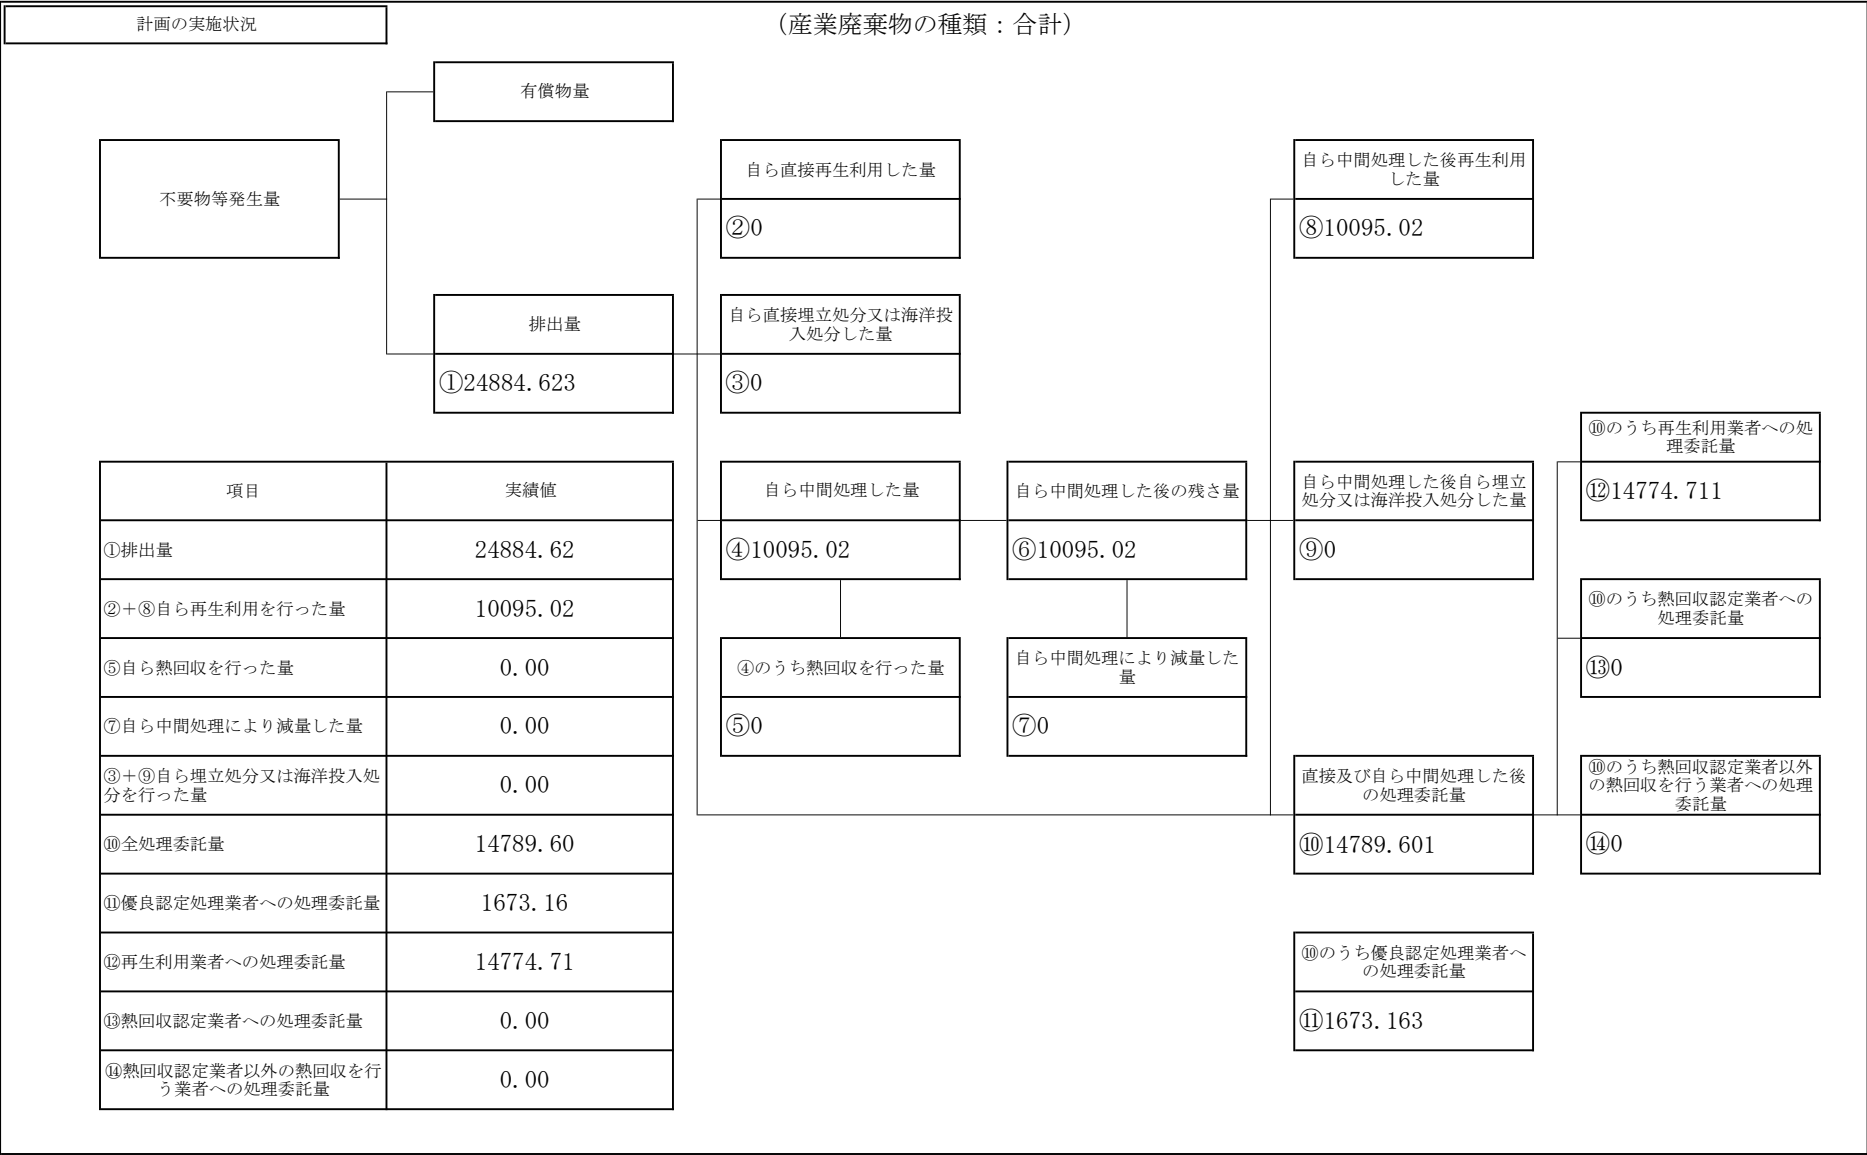 計画の実施状況
（産業廃棄物の種類：合計）
有償物量
不要物等発生量
自ら直接再生利用した量
②0
自ら中間処理した後再生利用
した量
⑧10095.02
排出量
①24884.623
自ら直接埋立処分又は海洋投
入処分した量
③0
⑩のうち再生利用業者への処
理委託量
⑫14774.711
自ら中間処理した量
④10095.02
自ら中間処理した後の残さ量
⑥10095.02
自ら中間処理した後自ら埋立
処分又は海洋投入処分した量
⑨0
⑩のうち熱回収認定業者への
処理委託量
⑬0
④のうち熱回収を行った量
⑤0
自ら中間処理により減量した
量
⑦0
直接及び自ら中間処理した後
の処理委託量
⑩14789.601
⑩のうち熱回収認定業者以外
の熱回収を行う業者への処理
委託量
⑭0
⑩のうち優良認定処理業者へ
の処理委託量
⑪1673.163
項目 実績値
①排出量 24884.62
②＋⑧自ら再生利用を行った量 10095.02
⑤自ら熱回収を行った量 0.00
⑦自ら中間処理により減量した量 0.00
③＋⑨自ら埋立処分又は海洋投入処
分を行った量 0.00
⑩全処理委託量 14789.60
⑪優良認定処理業者への処理委託量 1673.16
⑫再生利用業者への処理委託量 14774.71
⑬熱回収認定業者への処理委託量 0.00
⑭熱回収認定業者以外の熱回収を行
う業者への処理委託量 0.00